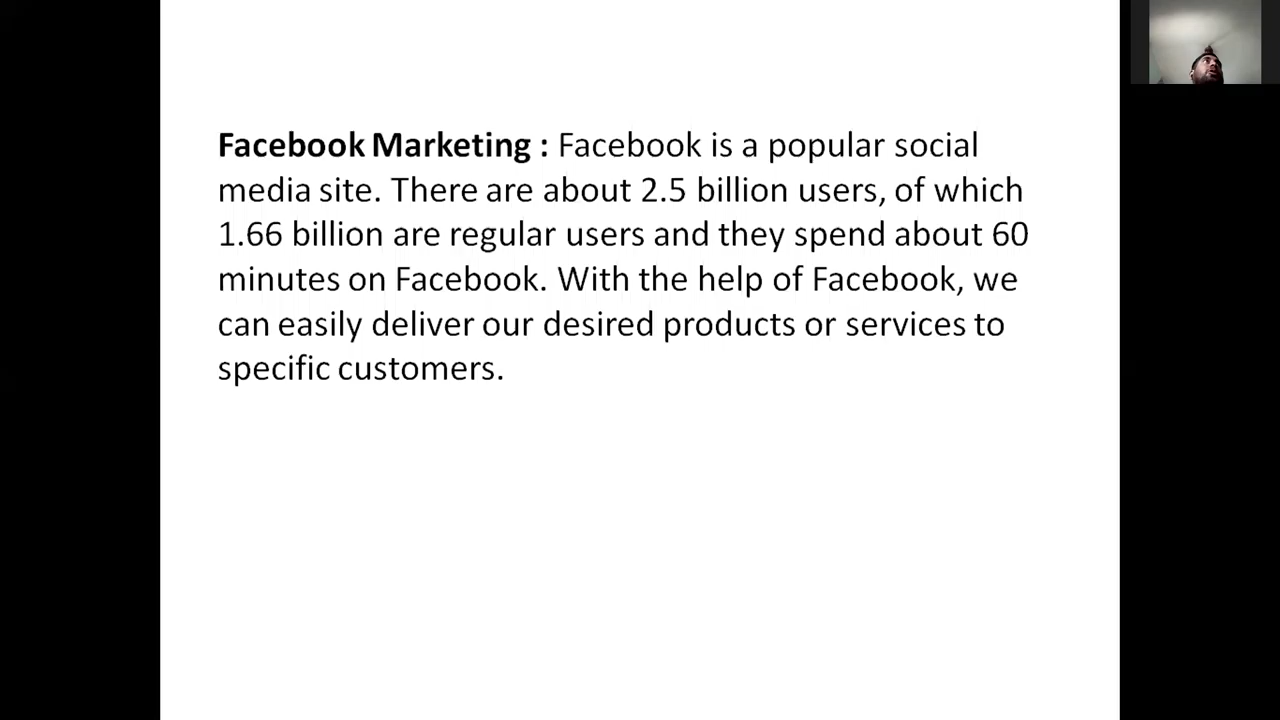 Facebook Marketing : Facebook is a popular social
media site. There are about 2.5 billion users, of which
1.66 billion are regular users and they spend about 60
minutes on Facebook. With the help of Facebook, we
can easily deliver our desired products or services to
specific customers.